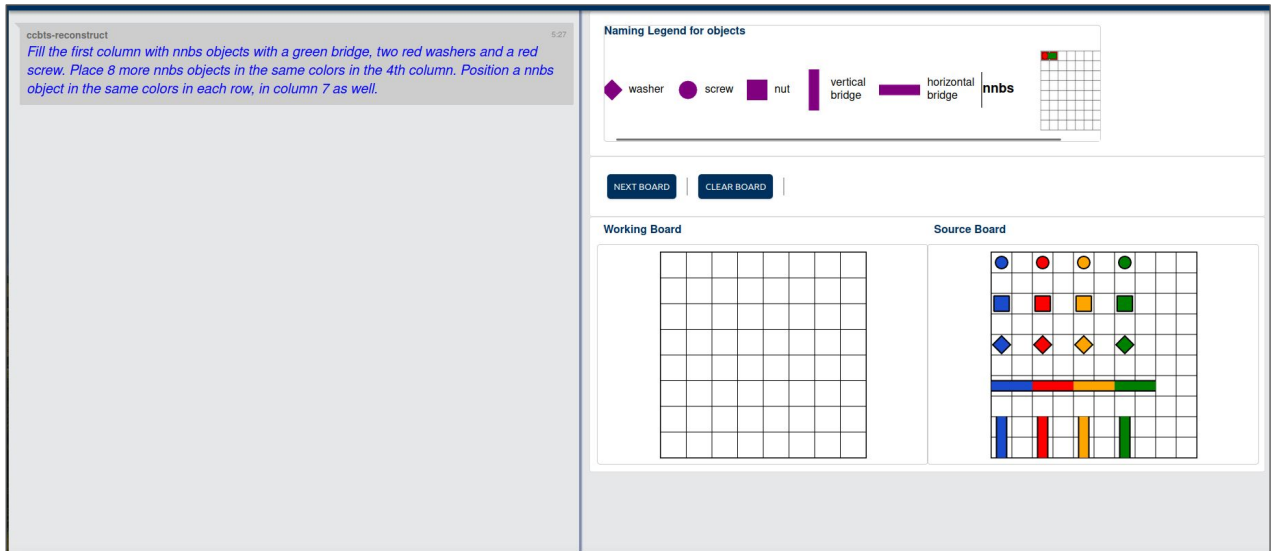 ccbts-reconstruct 5:27
Fill the first column with nnbs objects with a green bridge, two red washers and a red
screw. Place 8 more nnbs objects in the same colors in the 4th column. Position a nnbs
object in the same colors in each row, in column 7 as well.
Naming Legend for objects
washer
screw
nut
vertical
bridge
horizontal
bridge
nnbs
NEXT BOARD
CLEAR BOARD
Working Board
Source Board